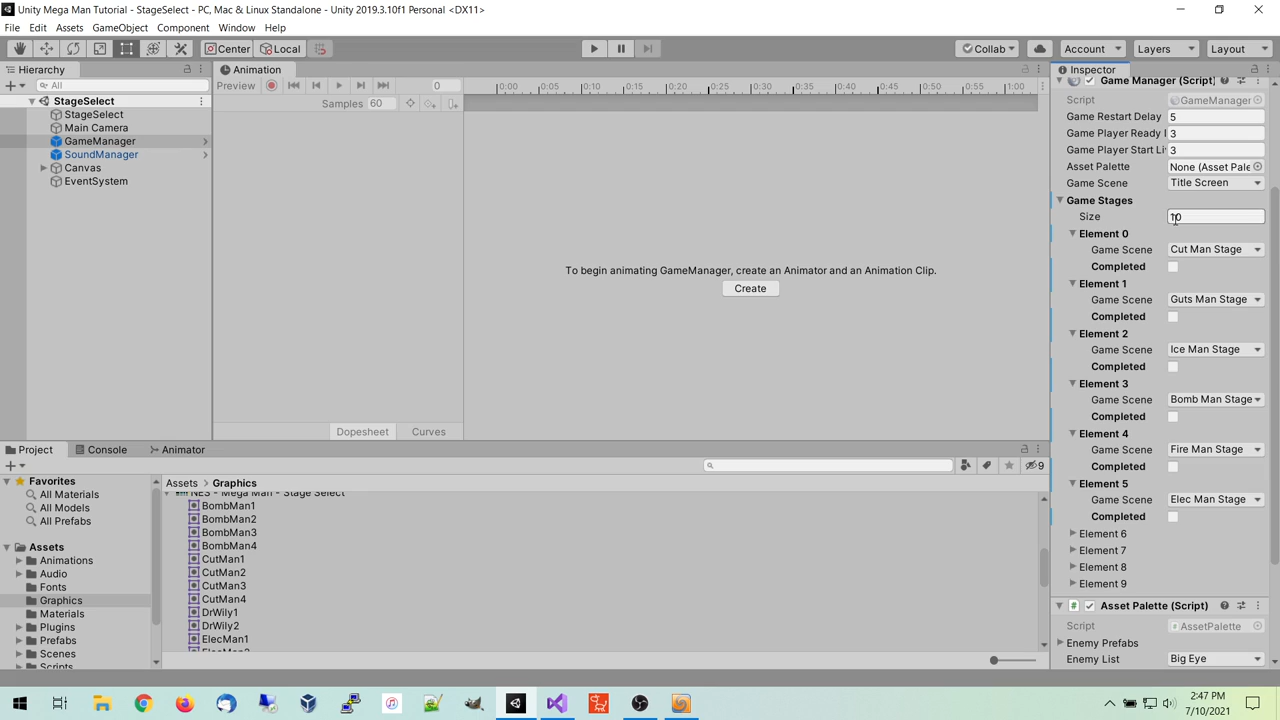 Unity Mega Man Tutorial - StageSelect - PC, Mac & Linux Standalone - Unity 2019.3.10f1 Personal <DX11>
File Edit Assets GameObject Component Window Help
Center Local Collab Account Layers Layout
Hierarchy
All
StageSelect
StageSelect
Main Camera
GameManager
SoundManager
Canvas
EventSystem
Animation
Preview 0
0:00 0:05 0:10 0:15 0:20 0:25 0:30 0:35 0:40 0:45 0:50 0:55 1:00
Samples 60
To begin animating GameManager, create an Animator and an Animation Clip.
Create
Dopesheet Curves
Inspector
Game Manager (Script)
Script GameManager
Game Restart Delay 5
Game Player Ready 3
Game Player Start Li 3
Asset Palette None (Asset Pale
Game Scene Title Screen
Game Stages
Size 10
Element 0
Game Scene Cut Man Stage
Completed
Element 1
Game Scene Guts Man Stage
Completed
Element 2
Game Scene Ice Man Stage
Completed
Element 3
Game Scene Bomb Man Stage
Completed
Element 4
Game Scene Fire Man Stage
Completed
Element 5
Game Scene Elec Man Stage
Completed
Element 6
Element 7
Element 8
Element 9
Asset Palette (Script)
Script AssetPalette
Enemy Prefabs
Enemy List Big Eye
Project Console Animator
9
Favorites
All Materials
All Models
All Prefabs
Assets
Animations
Audio
Fonts
Graphics
Materials
Plugins
Prefabs
Scenes
Scripts
Assets > Graphics
NES - Mega Man - Stage Select
BombMan1
BombMan2
BombMan3
BombMan4
CutMan1
CutMan2
CutMan3
CutMan4
DrWily1
DrWily2
ElecMan1
2:47 PM
7/10/2021